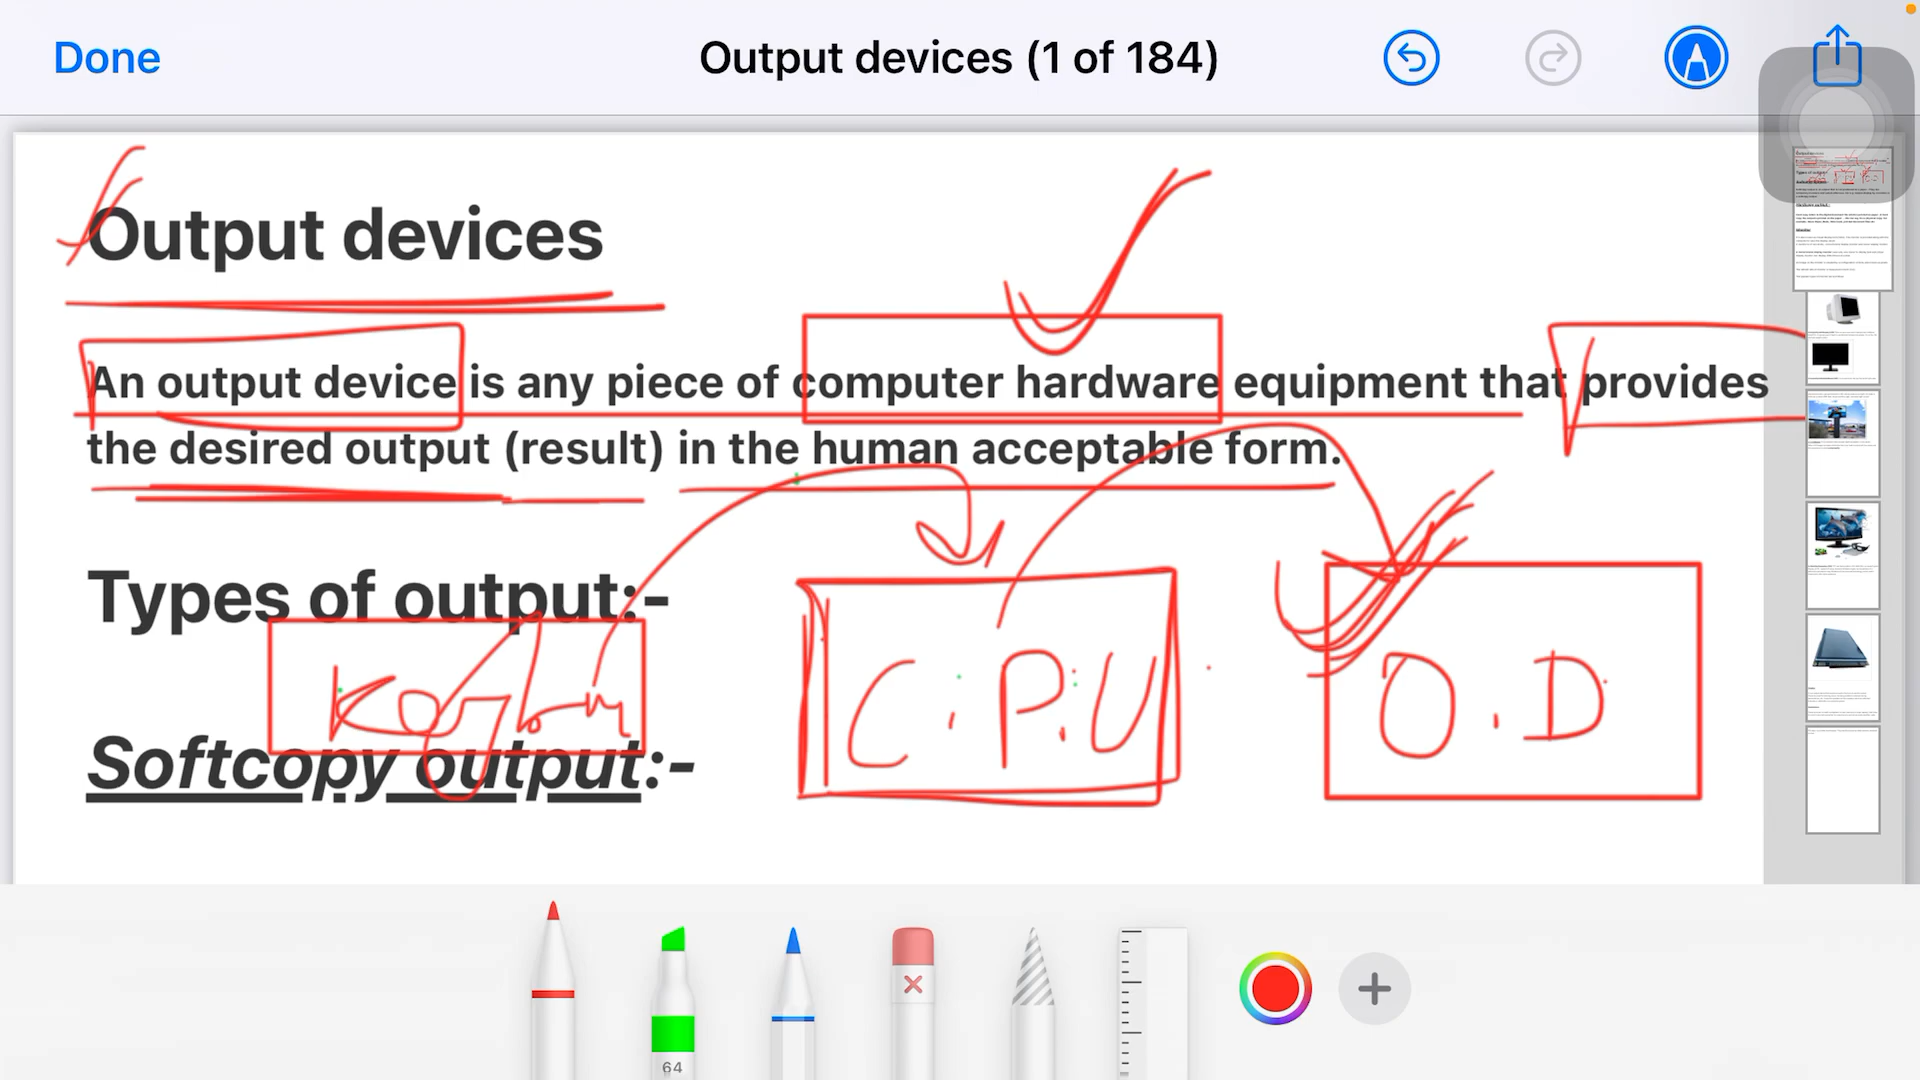 Done
Output devices (1 of 184)
Output devices
An output device is any piece of computer hardware equipment that provides
the desired output (result) in the human acceptable form.
Types of output:-
C.P.U
O.D
Softcopy output:-
64